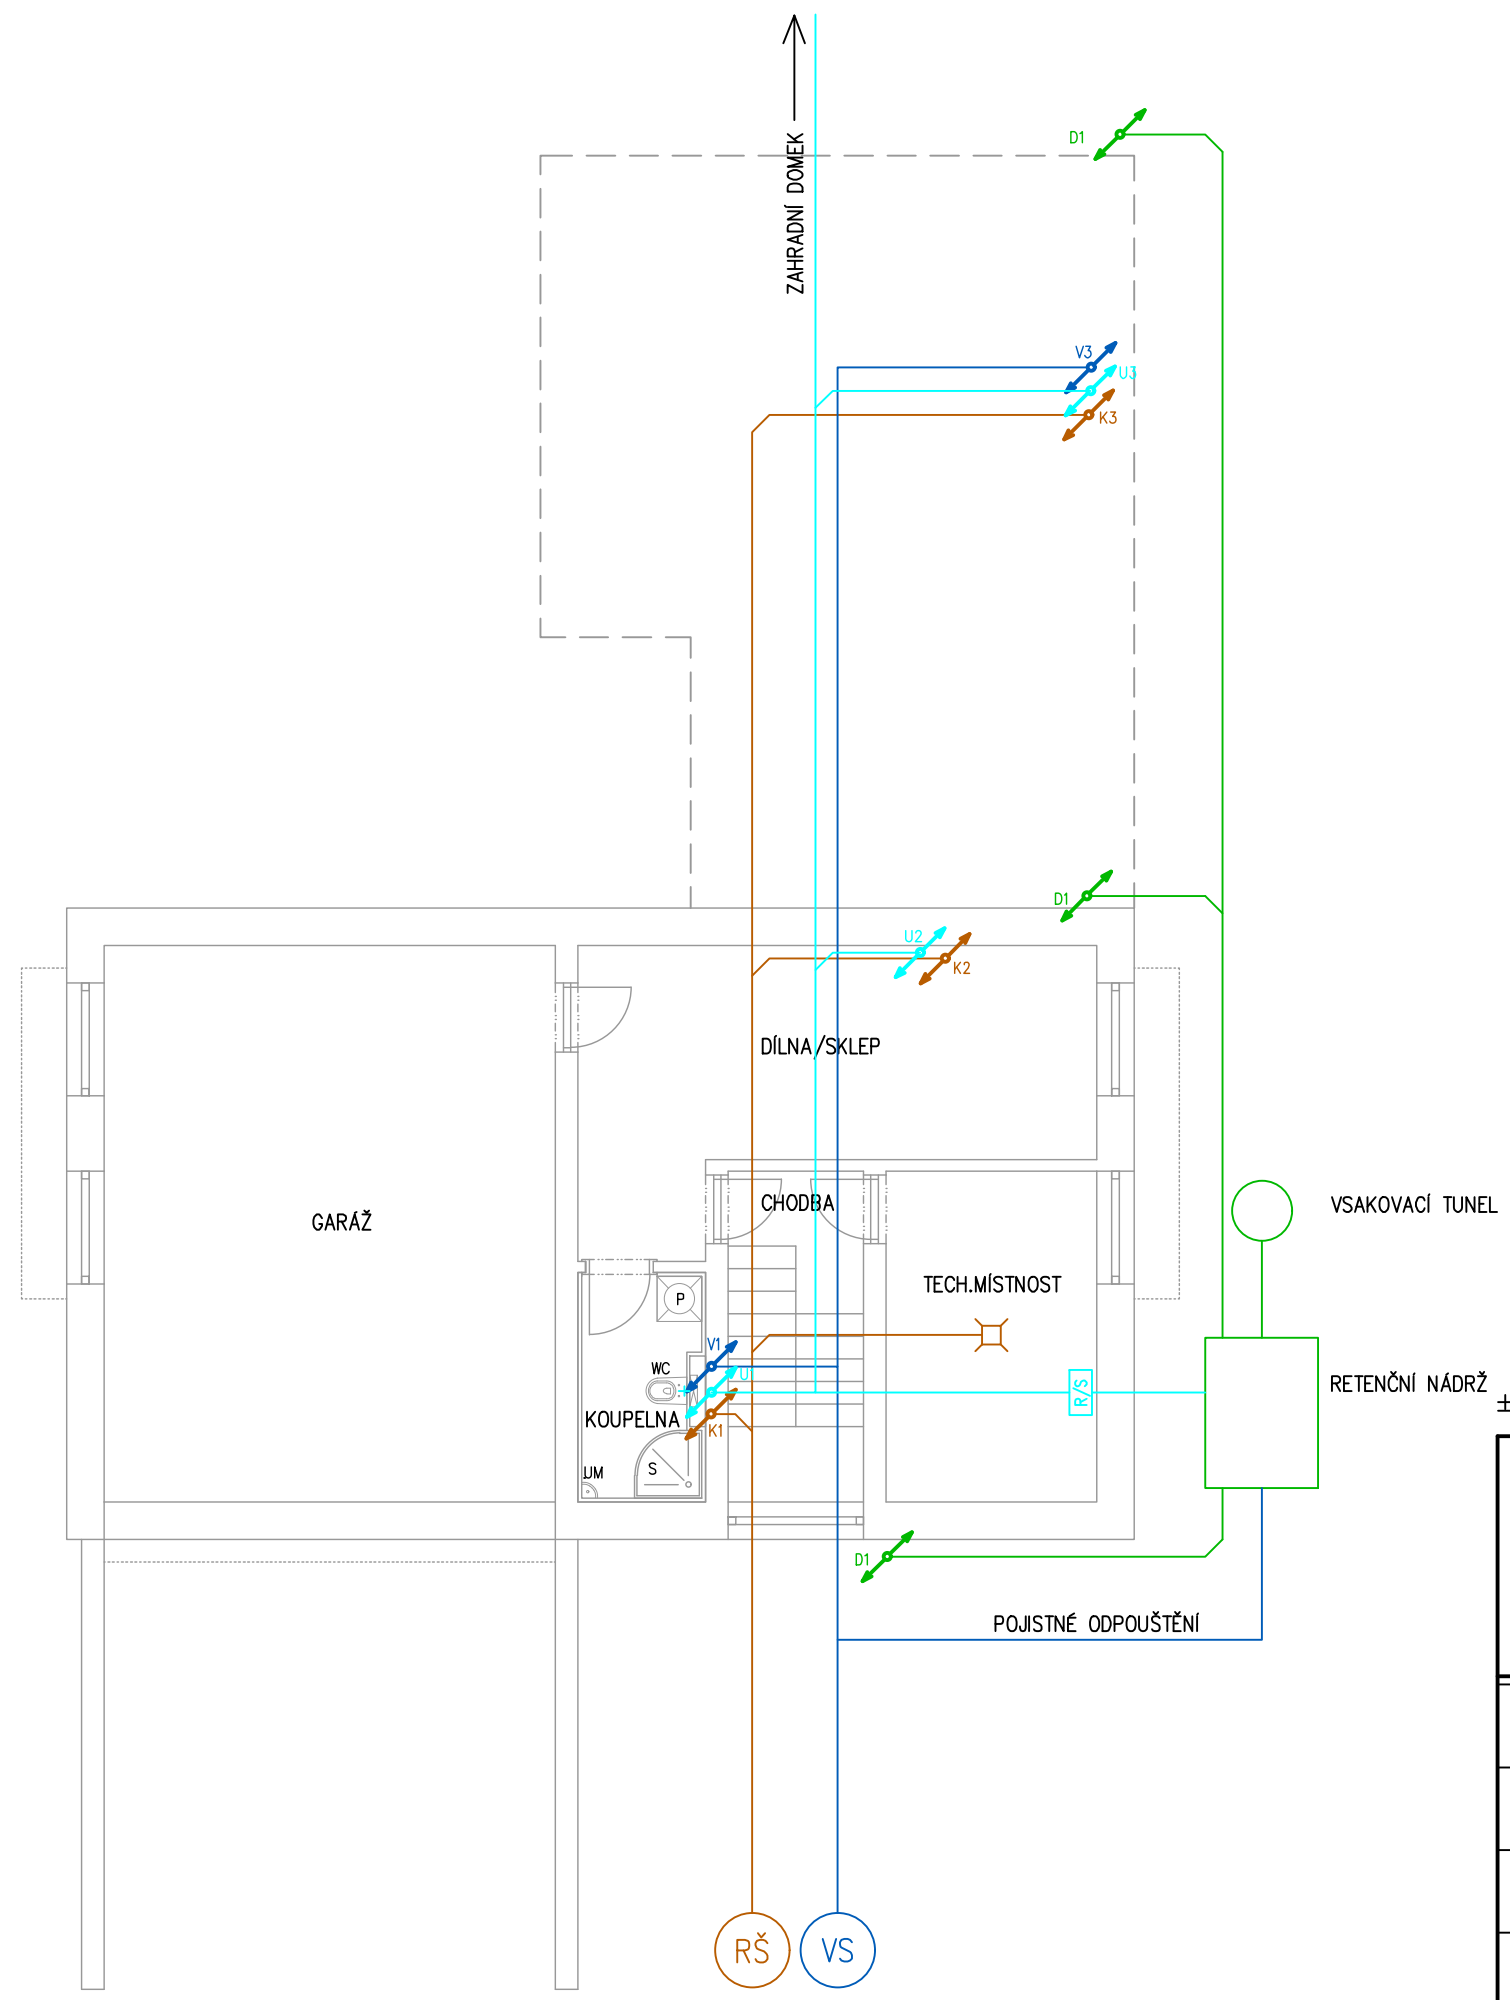 ZAHRADNÍ DOMEK
D1
V3
U3
K3
D1
U2
K2
DÍLNA/SKLEP
CHODBA
GARÁŽ
VSAKOVACÍ TUNEL
TECH.MÍSTNOST
P
V1
WC
U1
R/S
RETENČNÍ NÁDRŽ
±
KOUPELNA
K1
UM
S
D1
POJISTNÉ ODPOUŠTĚNÍ
RŠ
VS